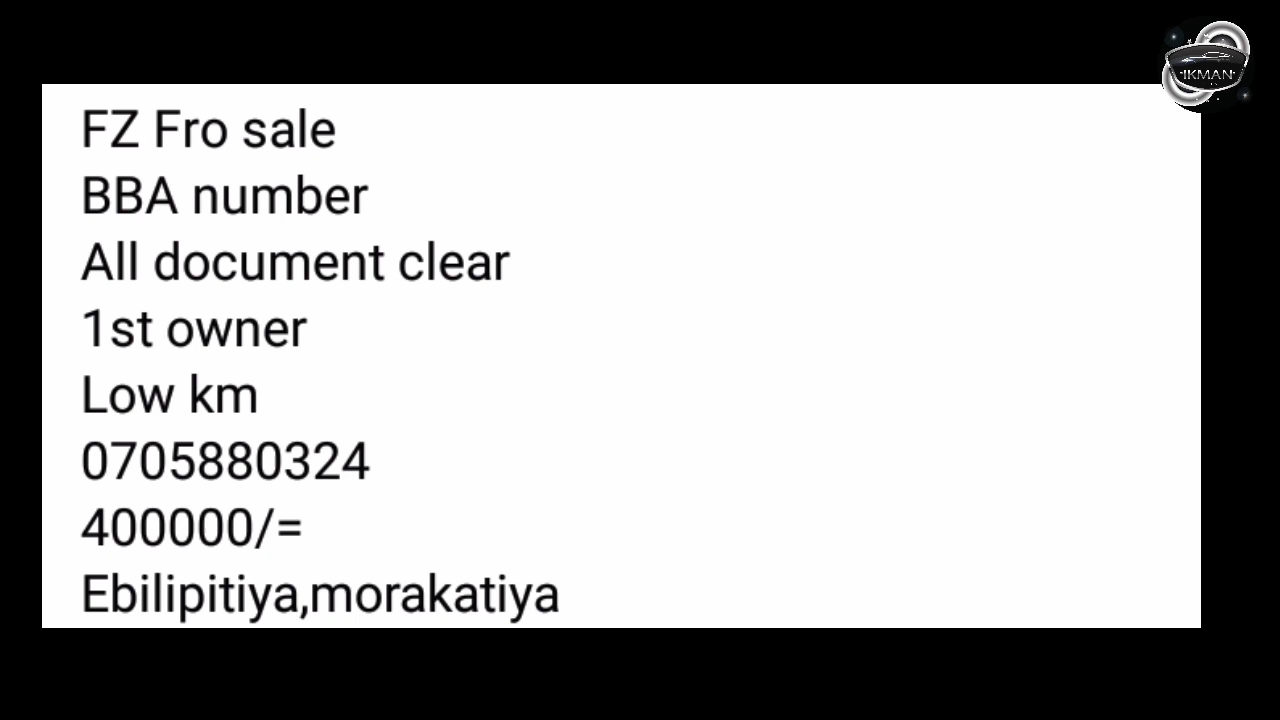 IKMAN
FZ Fro sale
BBA number
All document clear
1st owner
Low km
0705880324
400000/=
Ebilipitiya,morakatiya